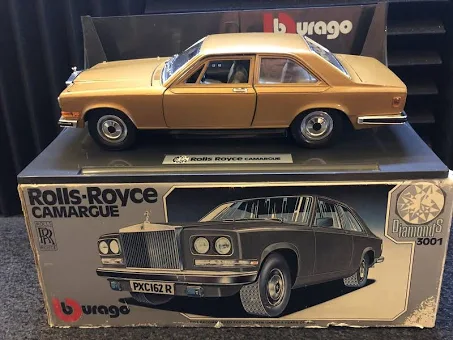 burago
Rolls Royce CAMARGUE
Rolls-Royce
CAMARGUE
RR
Diamonds
3001
PXC162 R
burago